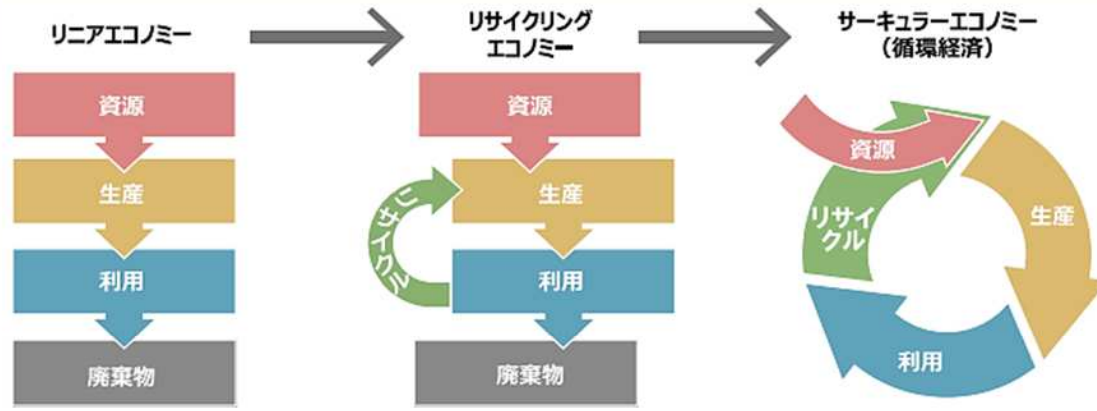 リニアエコノミー
資源
生産
利用
廃棄物
リサイクリング
エコノミー
資源
生産
リサイクル
利用
廃棄物
サーキュラーエコノミー
（循環経済）
資源
生産
リサイ
クル
利用